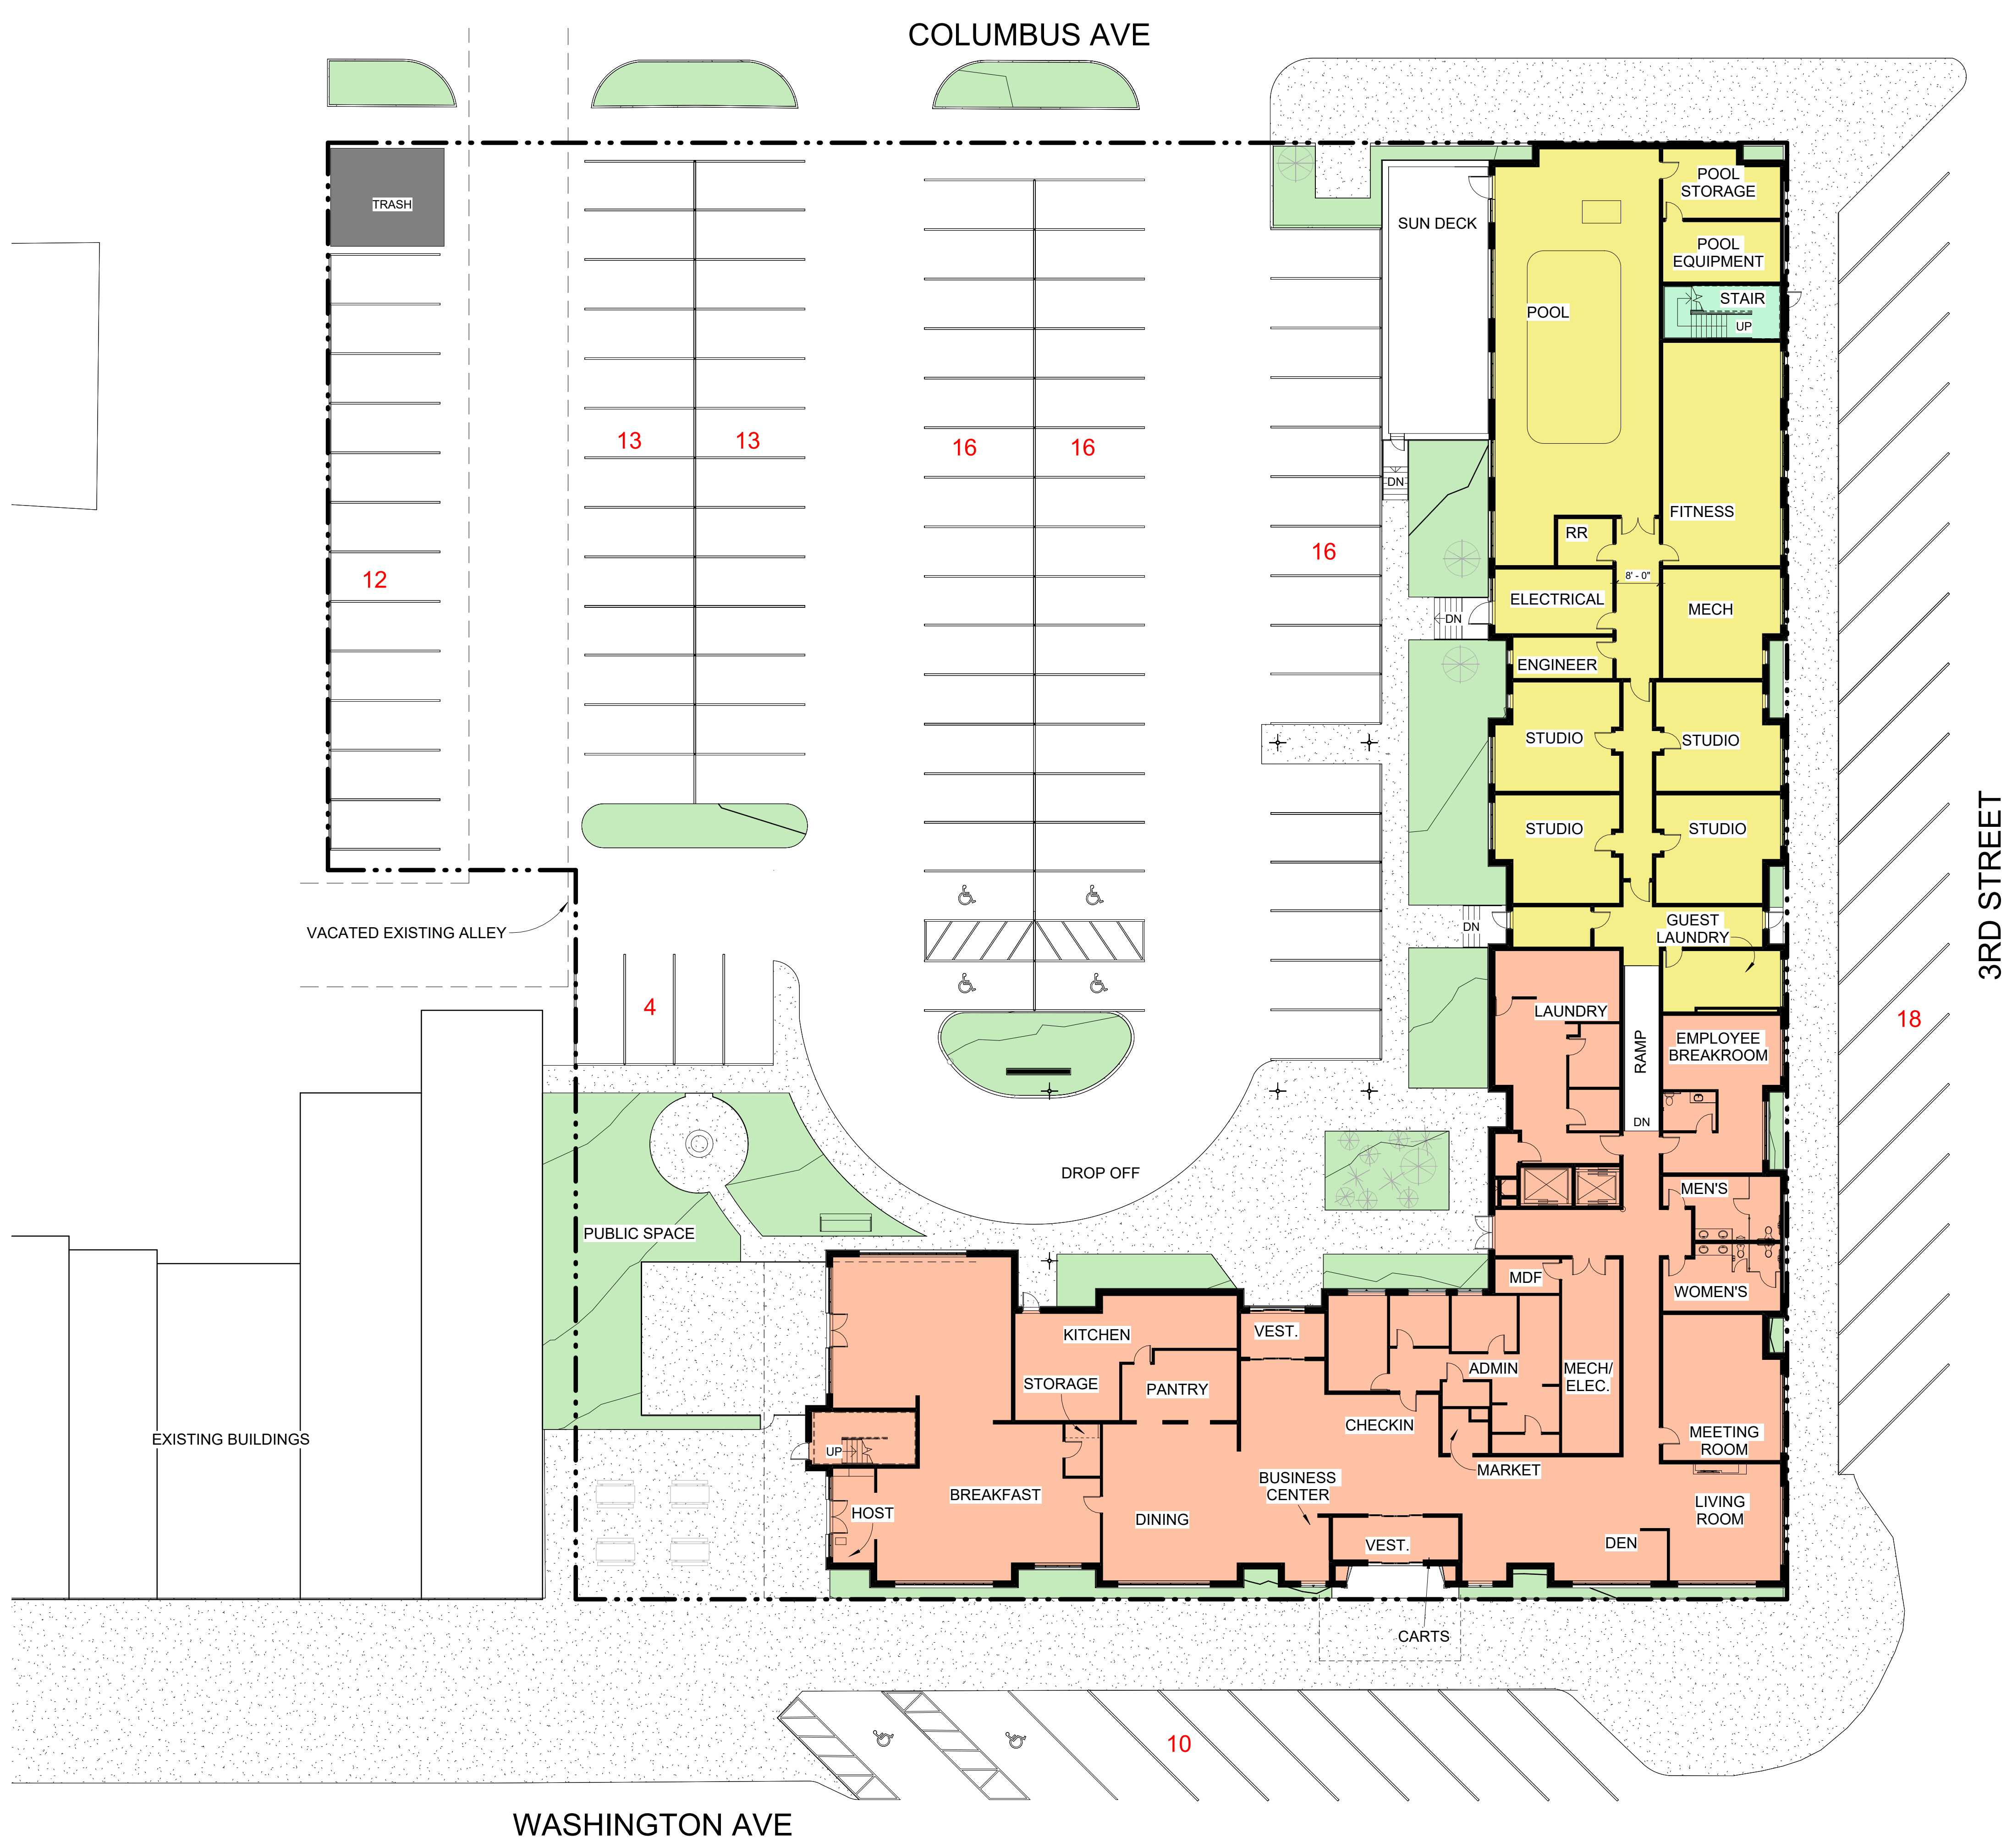 COLUMBUS AVE
TRASH
POOL
STORAGE
SUN DECK
POOL
EQUIPMENT
STAIR
UP
POOL
13
13
16
16
DN
FITNESS
RR
16
12
8' - 0"
ELECTRICAL
MECH
DN
ENGINEER
STUDIO
STUDIO
STUDIO
STUDIO
3RD STREET
VACATED EXISTING ALLEY
GUEST
LAUNDRY
DN
4
LAUNDRY
18
EMPLOYEE
BREAKROOM
RAMP
DN
DROP OFF
MEN'S
PUBLIC SPACE
MDF
WOMEN'S
KITCHEN
VEST.
STORAGE
PANTRY
ADMIN
MECH/
ELEC.
CHECKIN
EXISTING BUILDINGS
UP
MEETING
ROOM
MARKET
BUSINESS
CENTER
BREAKFAST
HOST
DINING
LIVING
ROOM
VEST.
DEN
CARTS
10
WASHINGTON AVE